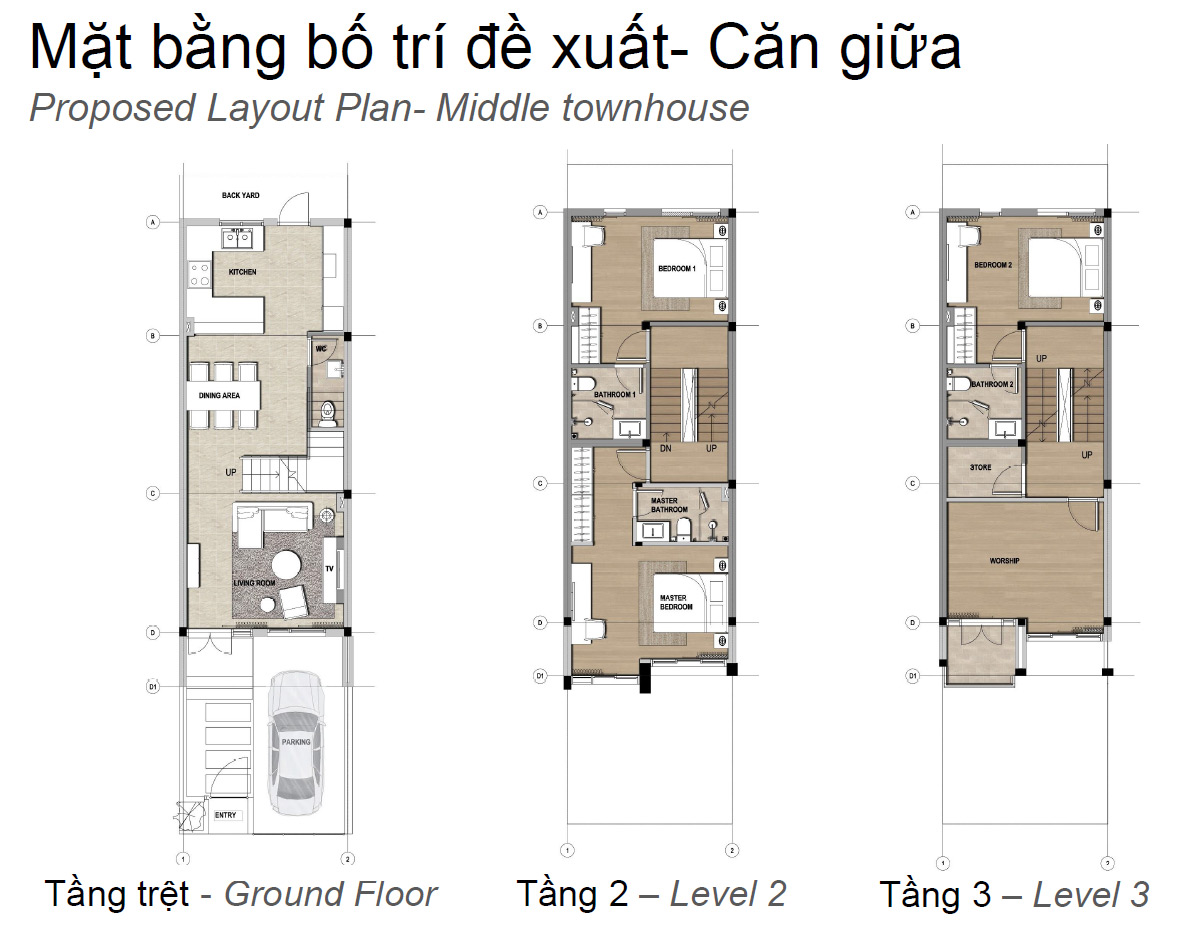 Mặt bằng bố trí đề xuất- Căn giữa
Proposed Layout Plan- Middle townhouse
BACK YARD
A
KITCHEN
B
WC
DINING AREA
UP
C
LIVING ROOM
TV
D
D1
PARKING
ENTRY
1
2
Tầng trệt - Ground Floor
A
BEDROOM 1
B
BATHROOM 1
N
DN
UP
C
MASTER
BATHROOM
MASTER
BEDROOM
D
D1
1
2
Tầng 2 – Level 2
A
BEDROOM 2
B
UP
BATHROOM 2
N
N
UP
STORE
C
WORSHIP
D
D1
1
2
Tầng 3 – Level 3